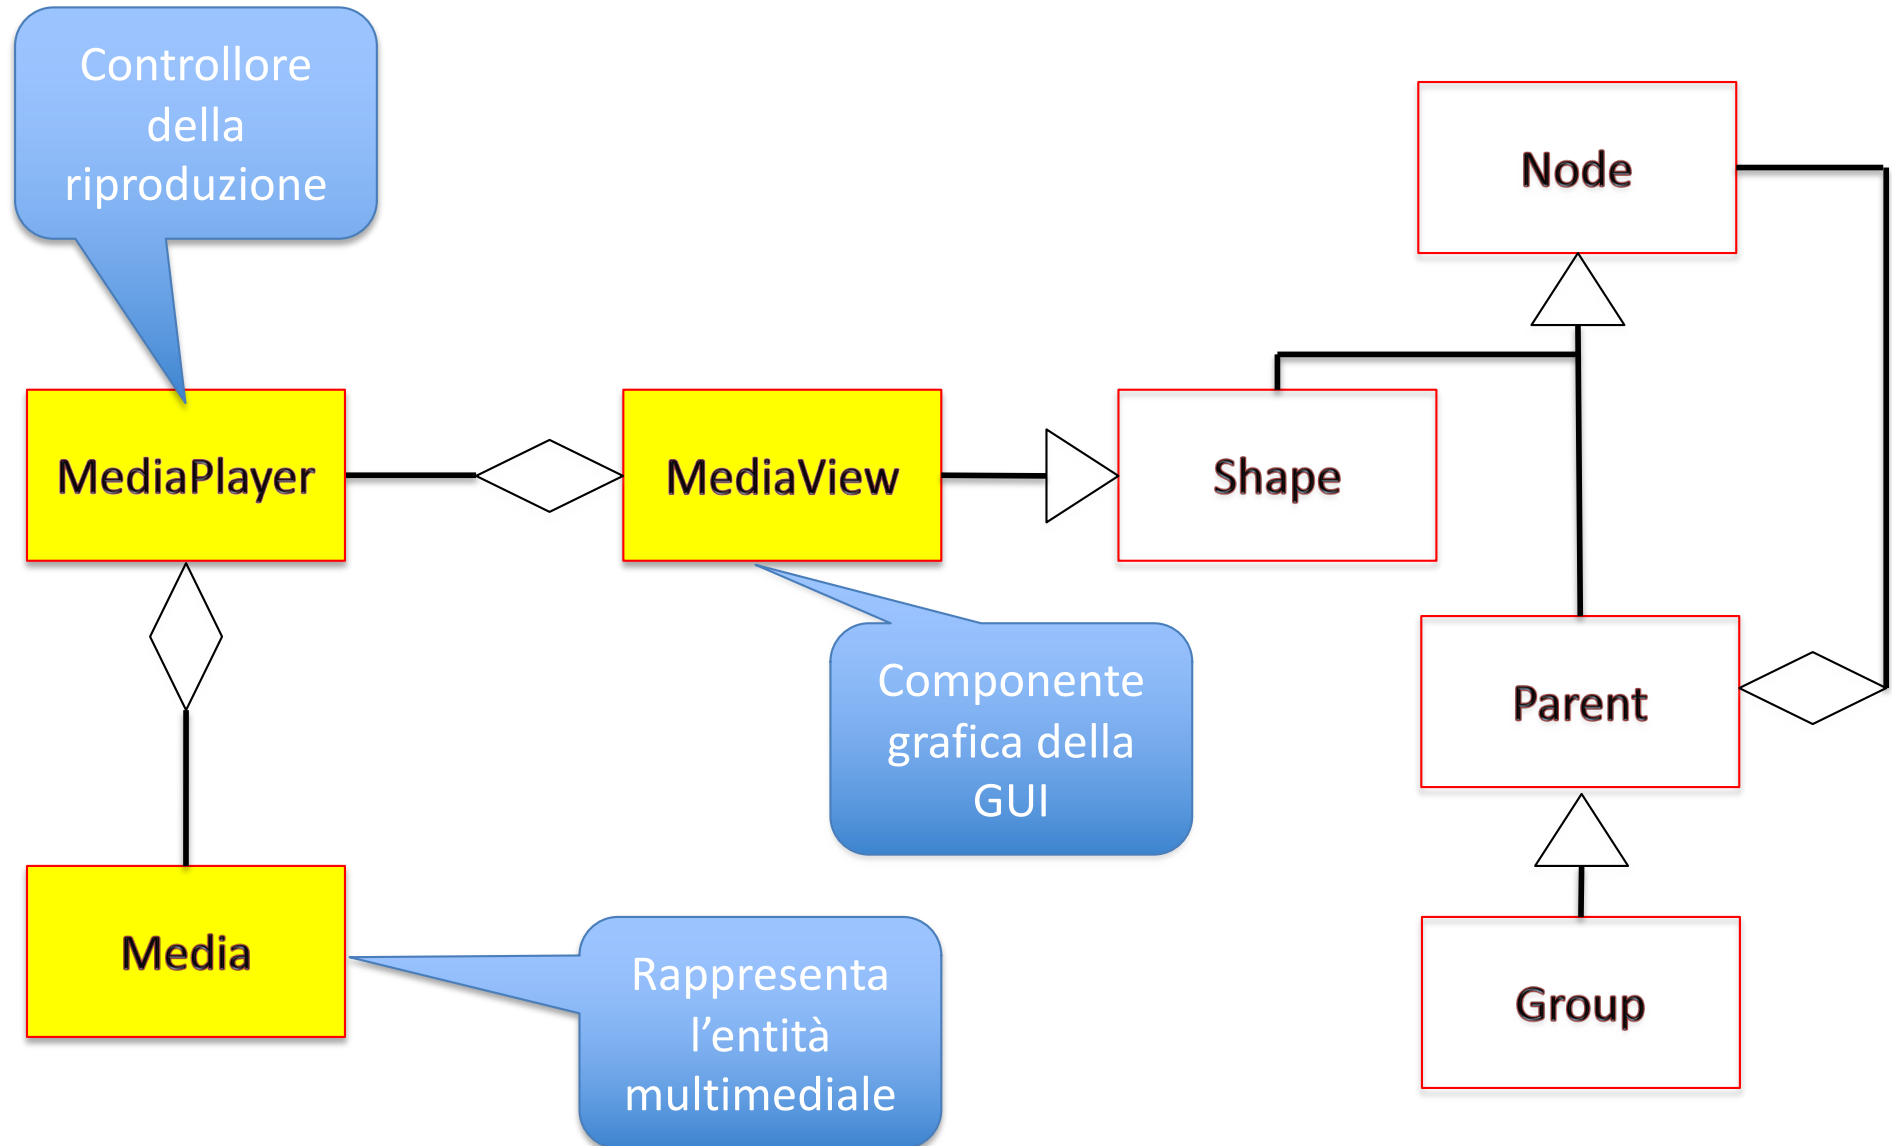 Controllore
della
riproduzione
Node
MediaPlayer
MediaView
Shape
Componente
grafica della
GUI
Parent
Media
Rappresenta
l’entità
multimediale
Group